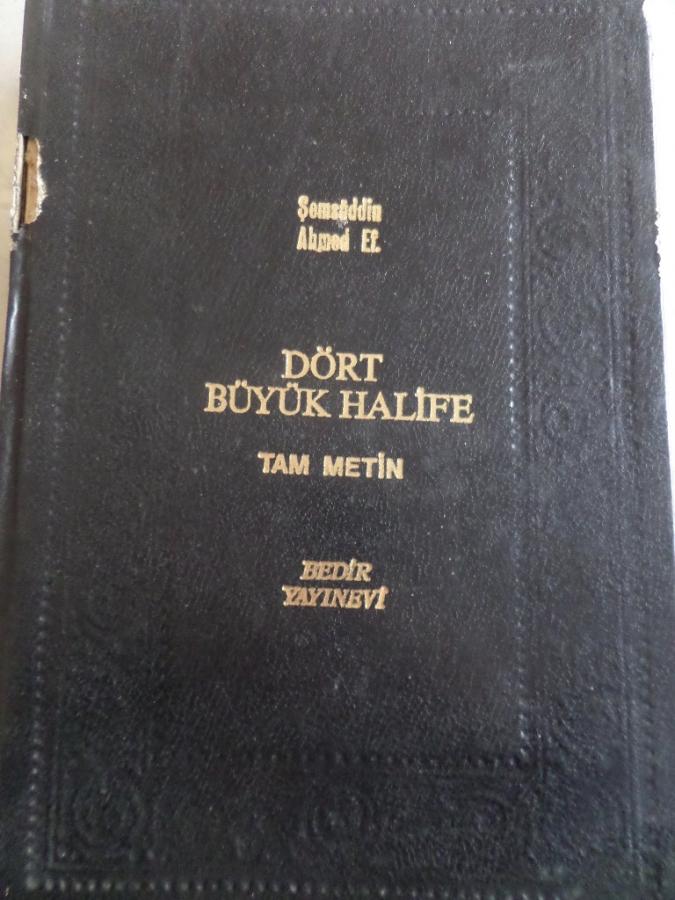 Şemsüddin
Ahmed Ef.
DÖRT
BÜYÜK HALİFE
TAM METİN
BEDİR
YAYINEVİ